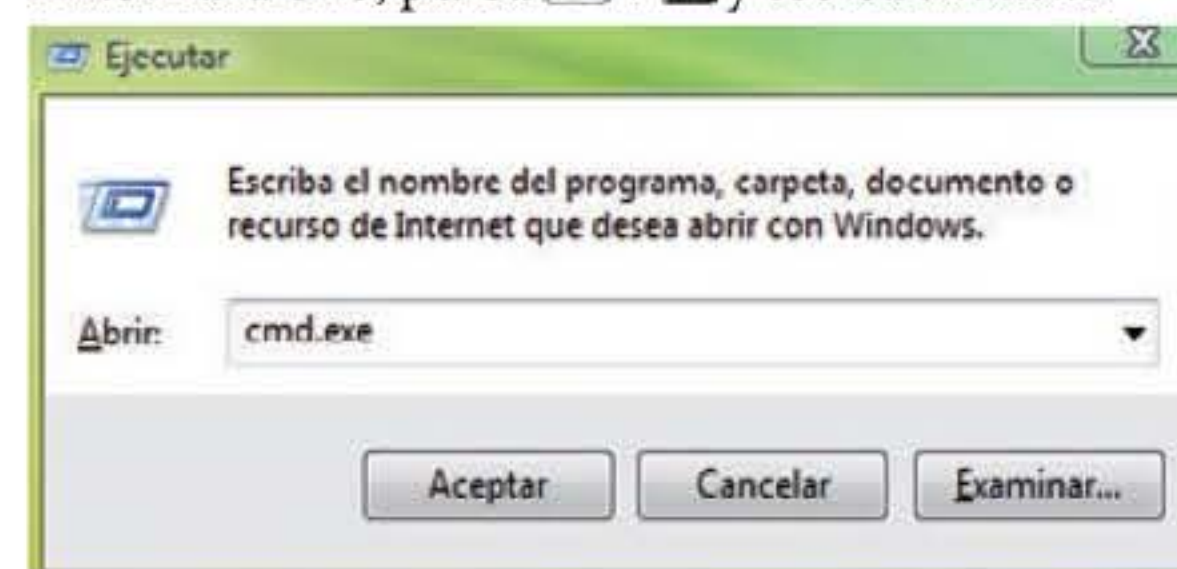 Ejecutar
Escriba el nombre del programa, carpeta, documento o
recurso de Internet que desea abrir con Windows.
Abrir: cmd.exe
Aceptar Cancelar Examinar...